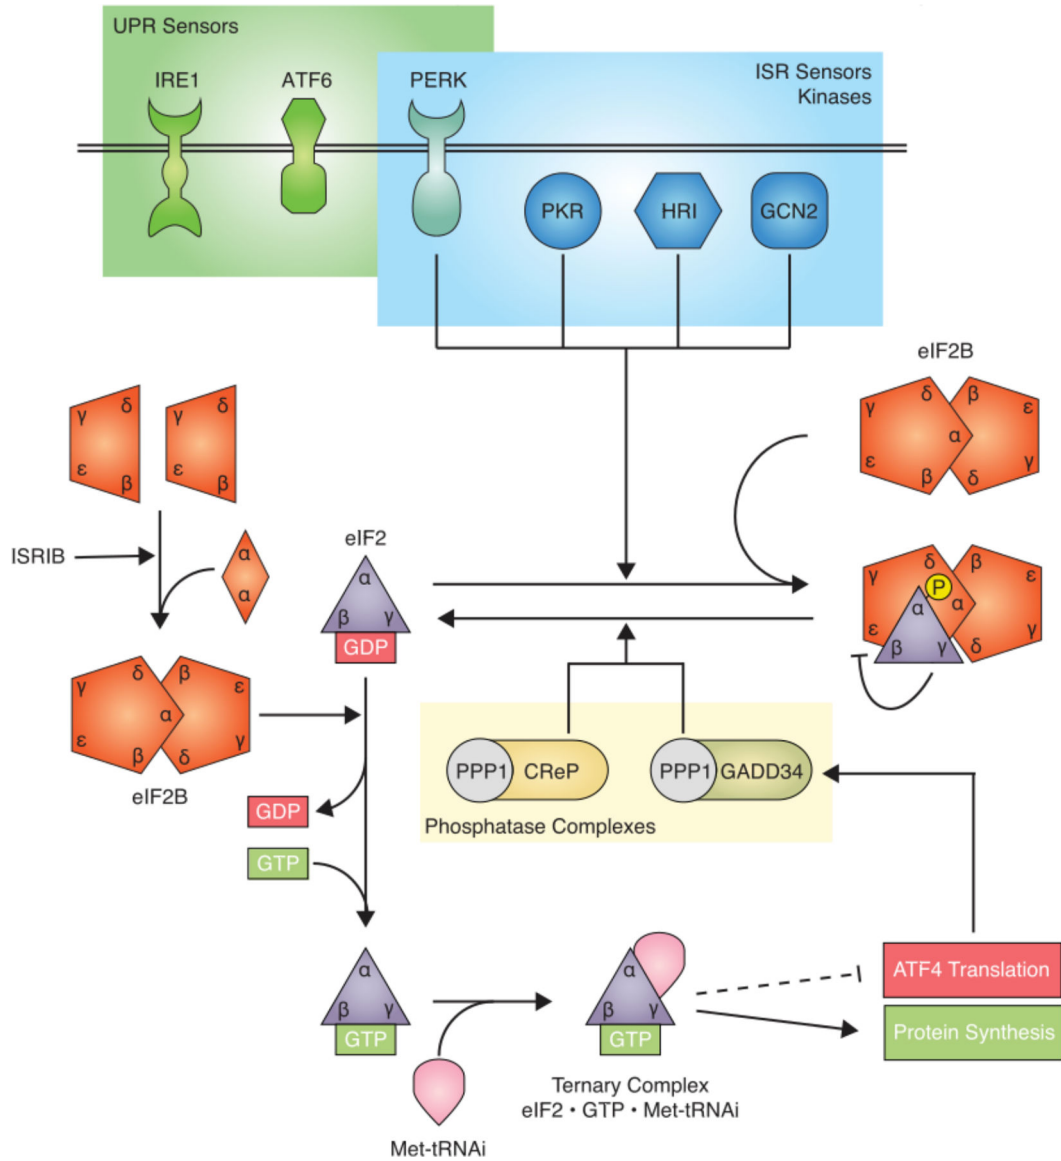 UPR Sensors
IRE1
ATF6
PERK
ISR Sensors
Kinases
PKR
HRI
GCN2
eIF2B
γ δ β ε
α
ε β δ γ
γ δ
ε β
γ δ
ε β
ISRIB
α
α
eIF2
α
β γ
GDP
γ δ β ε
P
α α
ε β γ δ γ
γ δ β ε
α
ε β δ γ
eIF2B
PPP1 CReP
PPP1 GADD34
Phosphatase Complexes
GDP
GTP
α
β γ
GTP
Met-tRNAi
α
β γ
GTP
Ternary Complex
eIF2 • GTP • Met-tRNAi
ATF4 Translation
Protein Synthesis